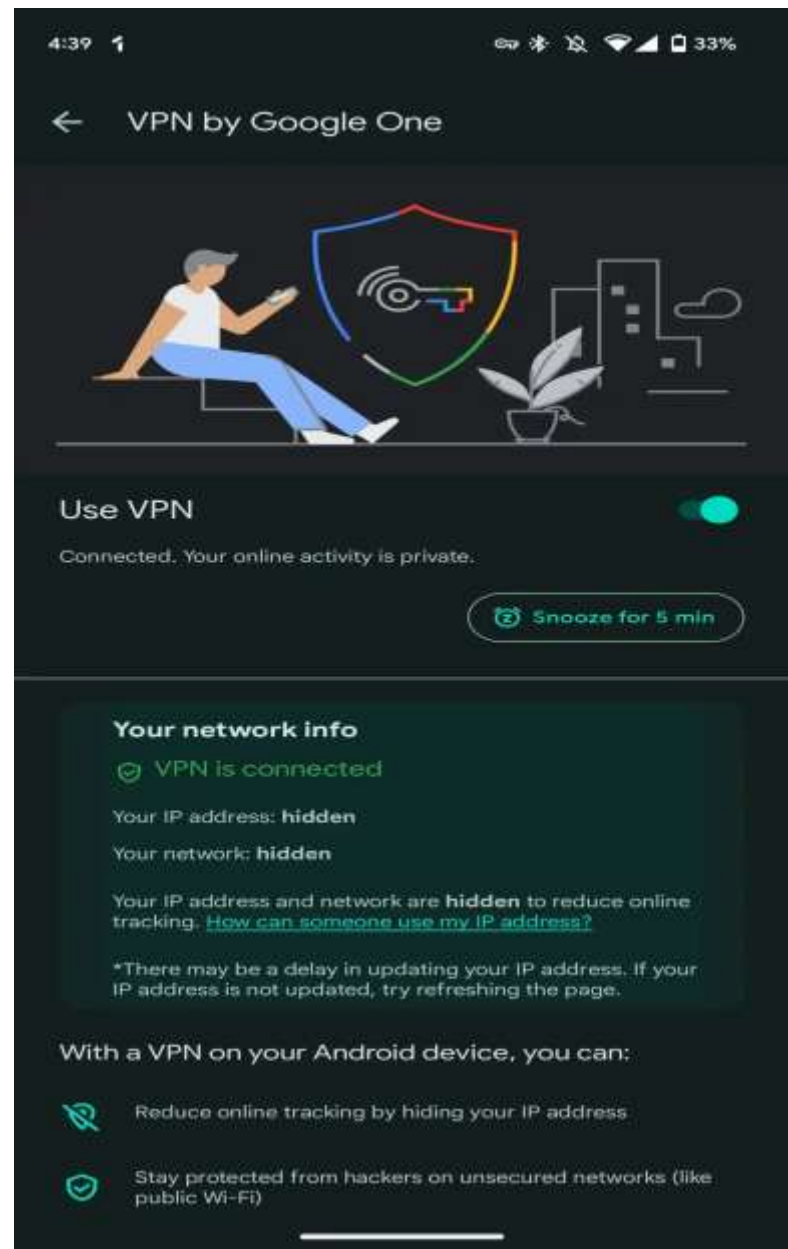 4:39
33%
VPN by Google One
Use VPN
Connected. Your online activity is private.
Snooze for 5 min
Your network info
VPN is connected
Your IP address: hidden
Your network: hidden
Your IP address and network are hidden to reduce online
tracking. How can someone use my IP address?
*There may be a delay in updating your IP address. If your
IP address is not updated, try refreshing the page.
With a VPN on your Android device, you can:
Reduce online tracking by hiding your IP address
Stay protected from hackers on unsecured networks (like
public Wi-Fi)